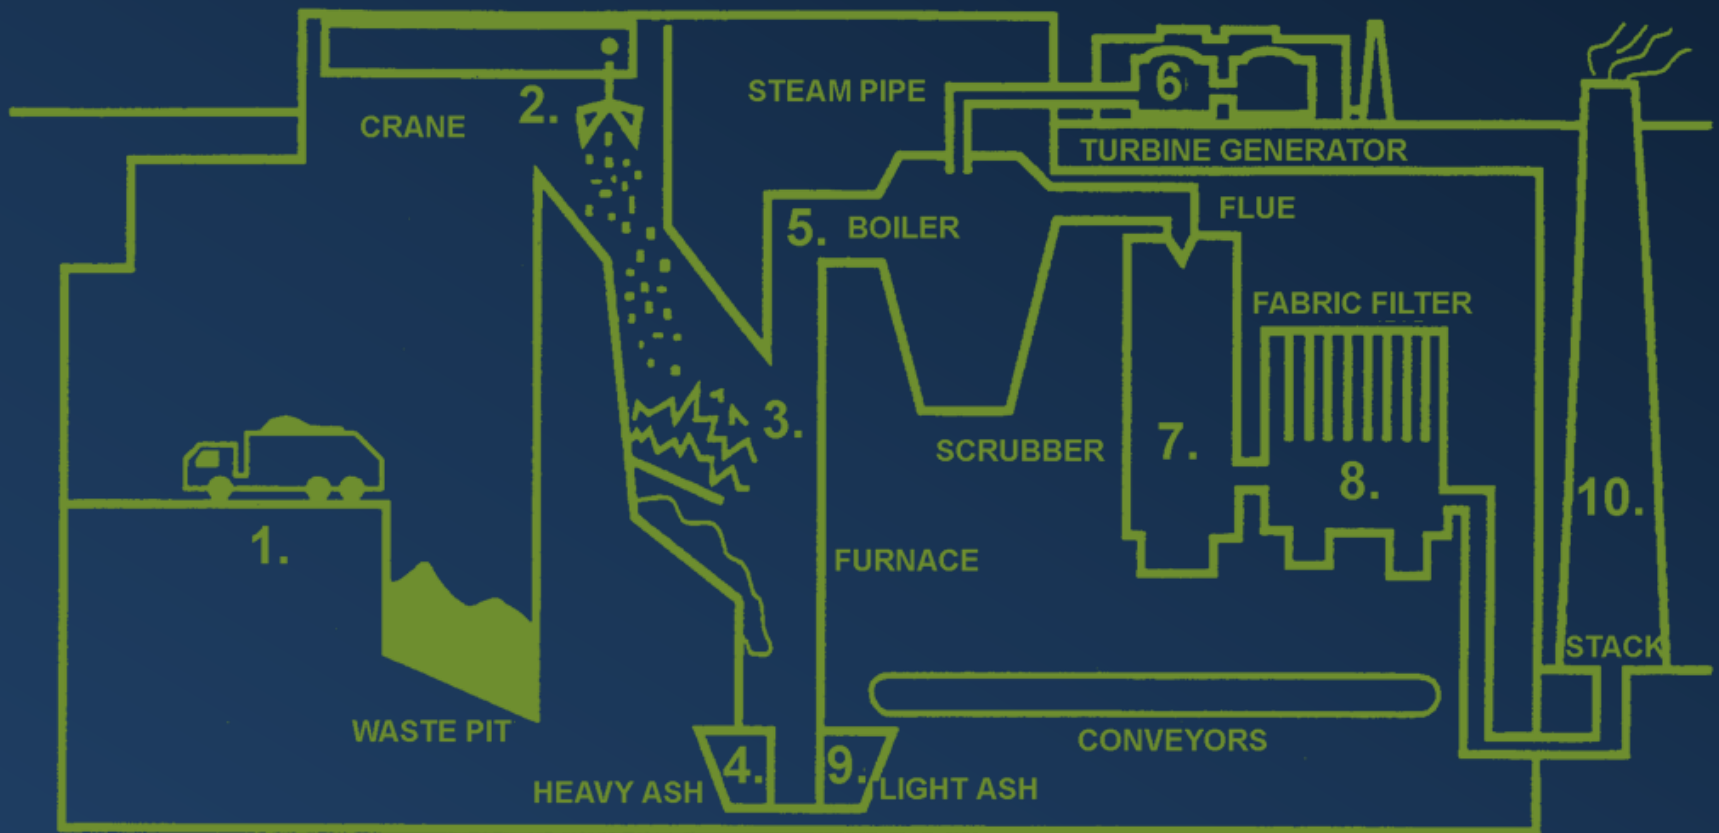 STEAM PIPE
6
2.
CRANE
TURBINE GENERATOR
5. BOILER
FLUE
FABRIC FILTER
3.
SCRUBBER
7.
8.
10.
1.
FURNACE
STACK
WASTE PIT
CONVEYORS
HEAVY ASH
4.
9.
LIGHT ASH